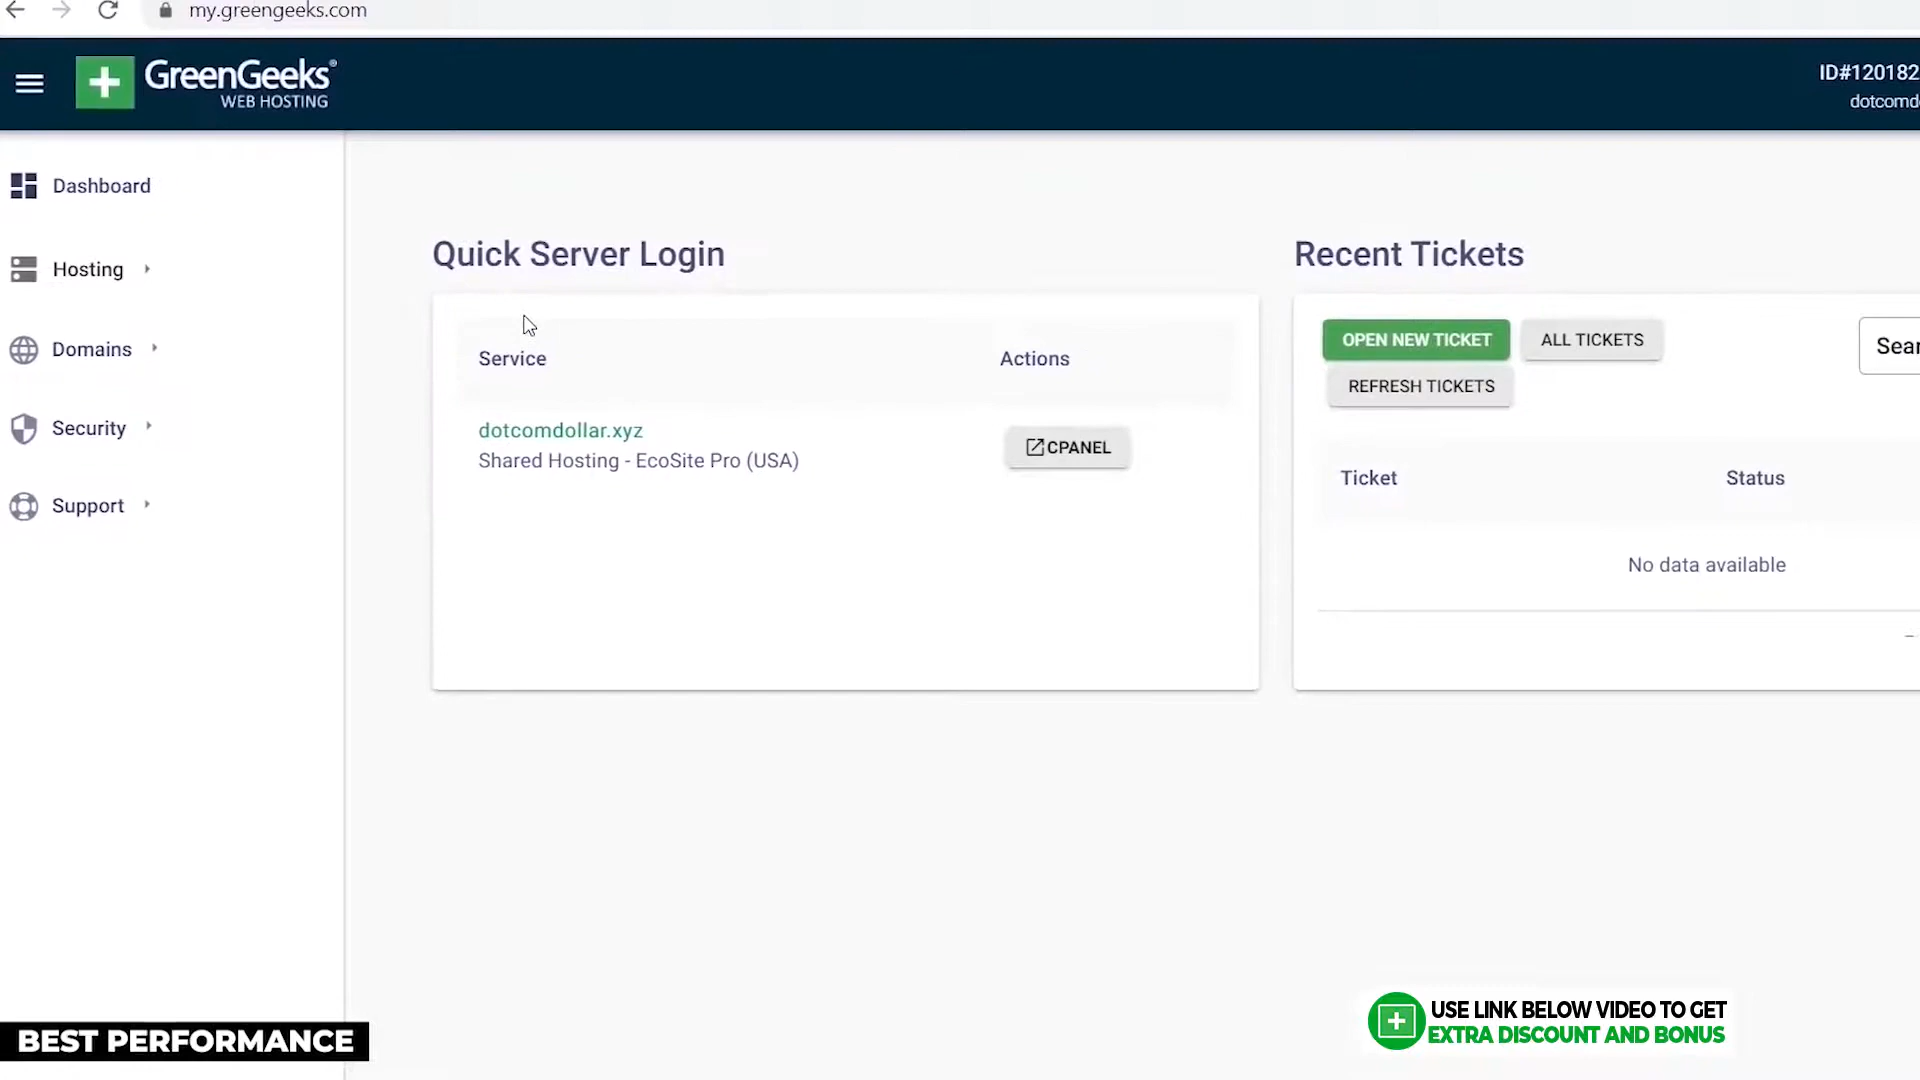 my.greengeeks.com
GreenGeeks®
WEB HOSTING
ID#120182
dotcomd
Dashboard
Hosting
Domains
Security
Support
Quick Server Login
Service
Actions
dotcomdollar.xyz
Shared Hosting - EcoSite Pro (USA)
CPANEL
Recent Tickets
OPEN NEW TICKET
ALL TICKETS
REFRESH TICKETS
Sear
Ticket
Status
No data available
BEST PERFORMANCE
USE LINK BELOW VIDEO TO GET
EXTRA DISCOUNT AND BONUS